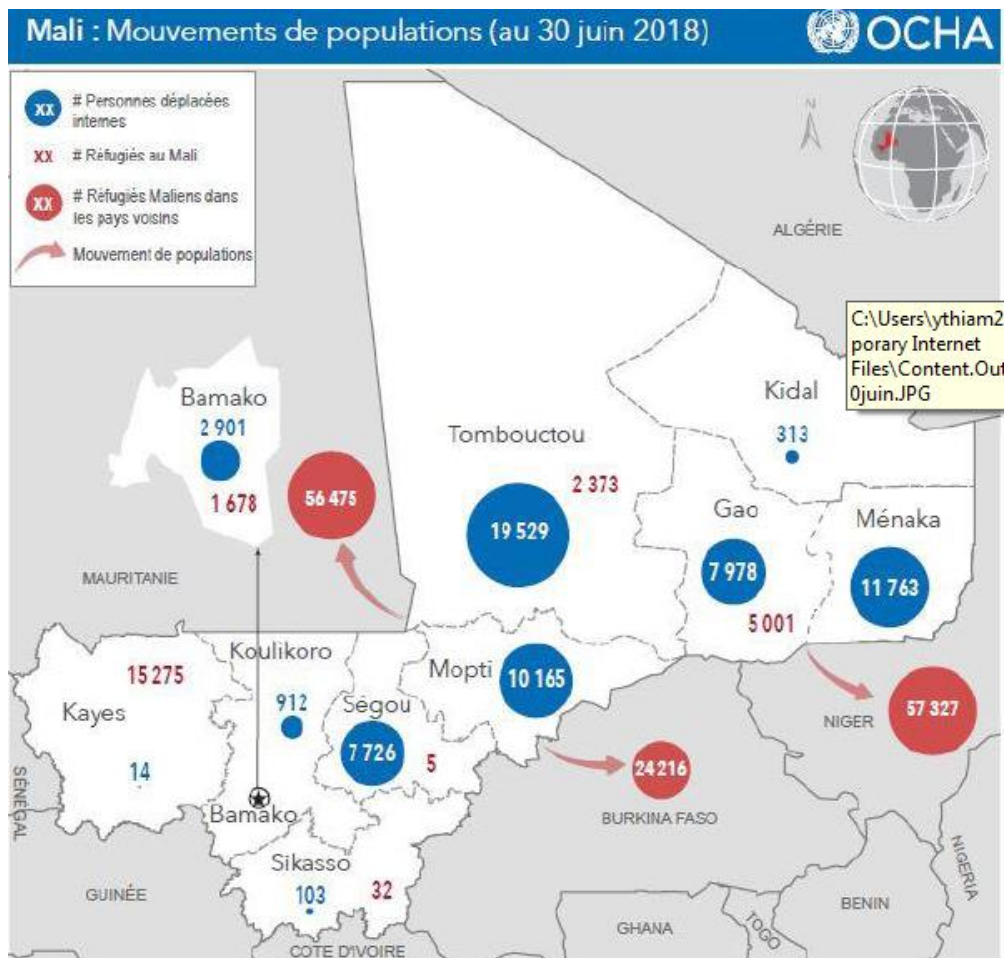 Mali : Mouvements de populations (au 30 juin 2018)
OCHA
xx
# Personnes déplacées
internes
xx
# Réfugiés au Mali
xx
# Réfugiés Maliens dans
les pays voisins
Mouvement de populations
N
ALGÉRIE
C:\Users\ythiam2
porary Internet
Files\Content.Out
0juin.JPG
Bamako
2 901
1 678
56 475
Tombouctou
2 373
19 529
Kidal
313
Gao
7 978
5 001
Ménaka
11 763
MAURITANIE
Koulikoro
912
Mopti
10 165
15 275
Kayes
14
Ségou
7 726
5
NIGER
57 327
24 216
BURKINA FASO
SÉNÉGAL
Bamako
Sikasso
103
32
GUINÉE
COTE D'IVOIRE
GHANA
TOGO
BENIN
NIGERIA